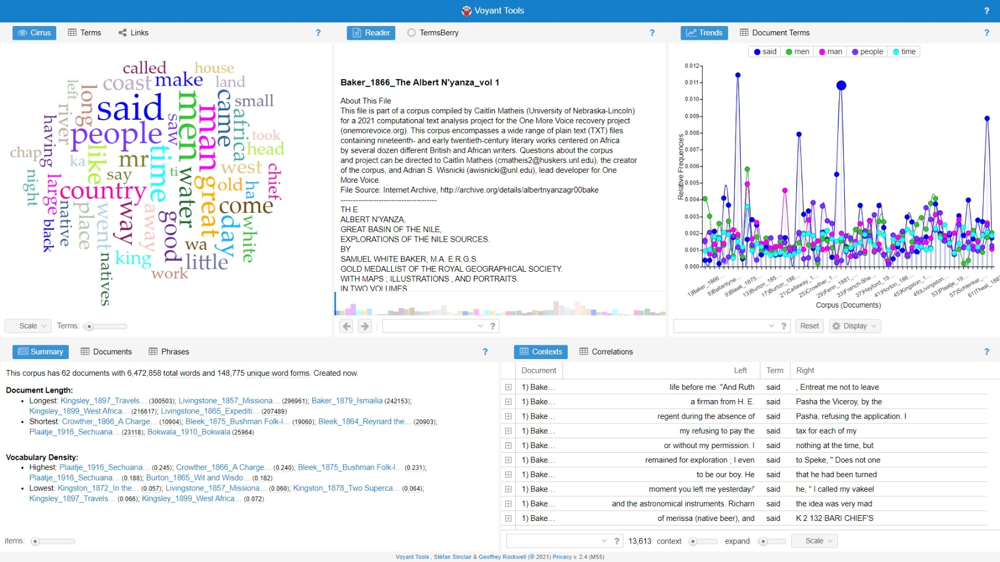 Voyant Tools
?
Cirrus Terms Links ?
called
house
coast
make
land
left
long
said
men
man
came
small
river
saw
africa
took
having
people
head
chap
ka
like
mr
time
west
chief
say
ti
water
great
night
large
country
old
ha
come
native
place
went
way
away
good
day
white
black
wa
king
little
natives
work
Scale Terms:
Reader TermsBerry ?
Baker_1866_The Albert N'yanza_vol 1
About This File
This file is part of a corpus compiled by Caitlin Matheis (University of Nebraska-Lincoln)
for a 2021 computational text analysis project for the One More Voice recovery project
(onemorevoice.org). This corpus encompasses a wide range of plain text (TXT) files
containing nineteenth- and early twentieth-century literary works centered on Africa
by several dozen different British and African writers. Questions about the corpus
and project can be directed to Caitlin Matheis (cmatheis2@huskers.unl.edu), the creator
of the corpus, and Adrian S. Wisnicki (awisnicki@unl.edu), lead developer for One
More Voice.
File Source: Internet Archive, http://archive.org/details/albertnyanzagr00bake
--------------------------------------
TH E
ALBERT N'YANZA,
GREAT BASIN OF THE NILE,
EXPLORATIONS OF THE NILE SOURCES.
BY
SAMUEL WHITE BAKER, M.A. E.R.G.S.
GOLD MEDALLIST OF THE ROYAL GEOGRAPHICAL SOCIETY.
WITH MAPS ; ILLUSTRATIONS , AND PORTRAITS.
IN TWO VOLUMES
?
Trends Document Terms ?
said men man people time
Relative Frequencies
0.012
0.011
0.010
0.009
0.008
0.007
0.006
0.005
0.004
0.003
0.002
0.001
0.000
1)Baker_1866...
5)Ballantyne...
9)Bleek_1875...
13)Burton_185...
17)Burton_186...
21)Callaway_1...
25)Crowther_1...
29)Fenn_1881_...
33)French-She...
37)Hayford_19...
41)Horton_186...
45)Kingston_1...
49)Livingston...
53)Plaatje_19...
57)Schlenker_...
61)Theal_188
Corpus (Documents)
? Reset Display
Summary Documents Phrases ?
This corpus has 62 documents with 6,472,858 total words and 148,775 unique word forms. Created now.
Document Length:
• Longest: Kingsley_1897_Travels... (300503); Livingstone_1857_Missiona... (296961); Baker_1879_Ismailia (242153);
Kingsley_1899_West Africa... (216617); Livingstone_1865_Expediti... (207489)
• Shortest: Crowther_1866_A Charge... (10904); Bleek_1875_Bushman Folk-l... (19060); Bleek_1864_Reynard the... (20903);
Plaatje_1916_Sechuana... (23118); Bokwala_1910_Bokwala (25964)
Vocabulary Density:
• Highest: Plaatje_1916_Sechuana... (0.245); Crowther_1866_A Charge... (0.240); Bleek_1875_Bushman Folk-l... (0.231);
Plaatje_1916_Sechuana... (0.188); Burton_1865_Wit and Wisdo... (0.182)
• Lowest: Kingston_1872_In the... (0.057); Livingstone_1857_Missiona... (0.060); Kingston_1878_Two Superca... (0.064);
Kingsley_1897_Travels... (0.066); Kingsley_1899_West Africa... (0.072)
items:
Contexts Correlations ?
Document Left Term Right
1) Bake... life before me. "And Ruth said , Entreat me not to leave
1) Bake... a firman from H. E. said Pasha the Viceroy, by the
1) Bake... regent during the absence of said Pasha, refusing the application. I
1) Bake... my refusing to pay the said tax for each of my
1) Bake... or without my permission. I said nothing at the time, but
1) Bake... remained for exploration ; I even said to Speke, " Does not one
1) Bake... to be our boy. He said that he had been turned
1) Bake... moment you left me yesterday/' said he, " I called my vakeel
1) Bake... and the astronomical instruments. Richarn said the idea was very mad
1) Bake... of merissa (native beer), and said K 2 132 BARI CHIEF'S
? 13,613 context expand Scale
Voyant Tools , Stéfan Sinclair & Geoffrey Rockwell (© 2021) Privacy v. 2.4 (M55)